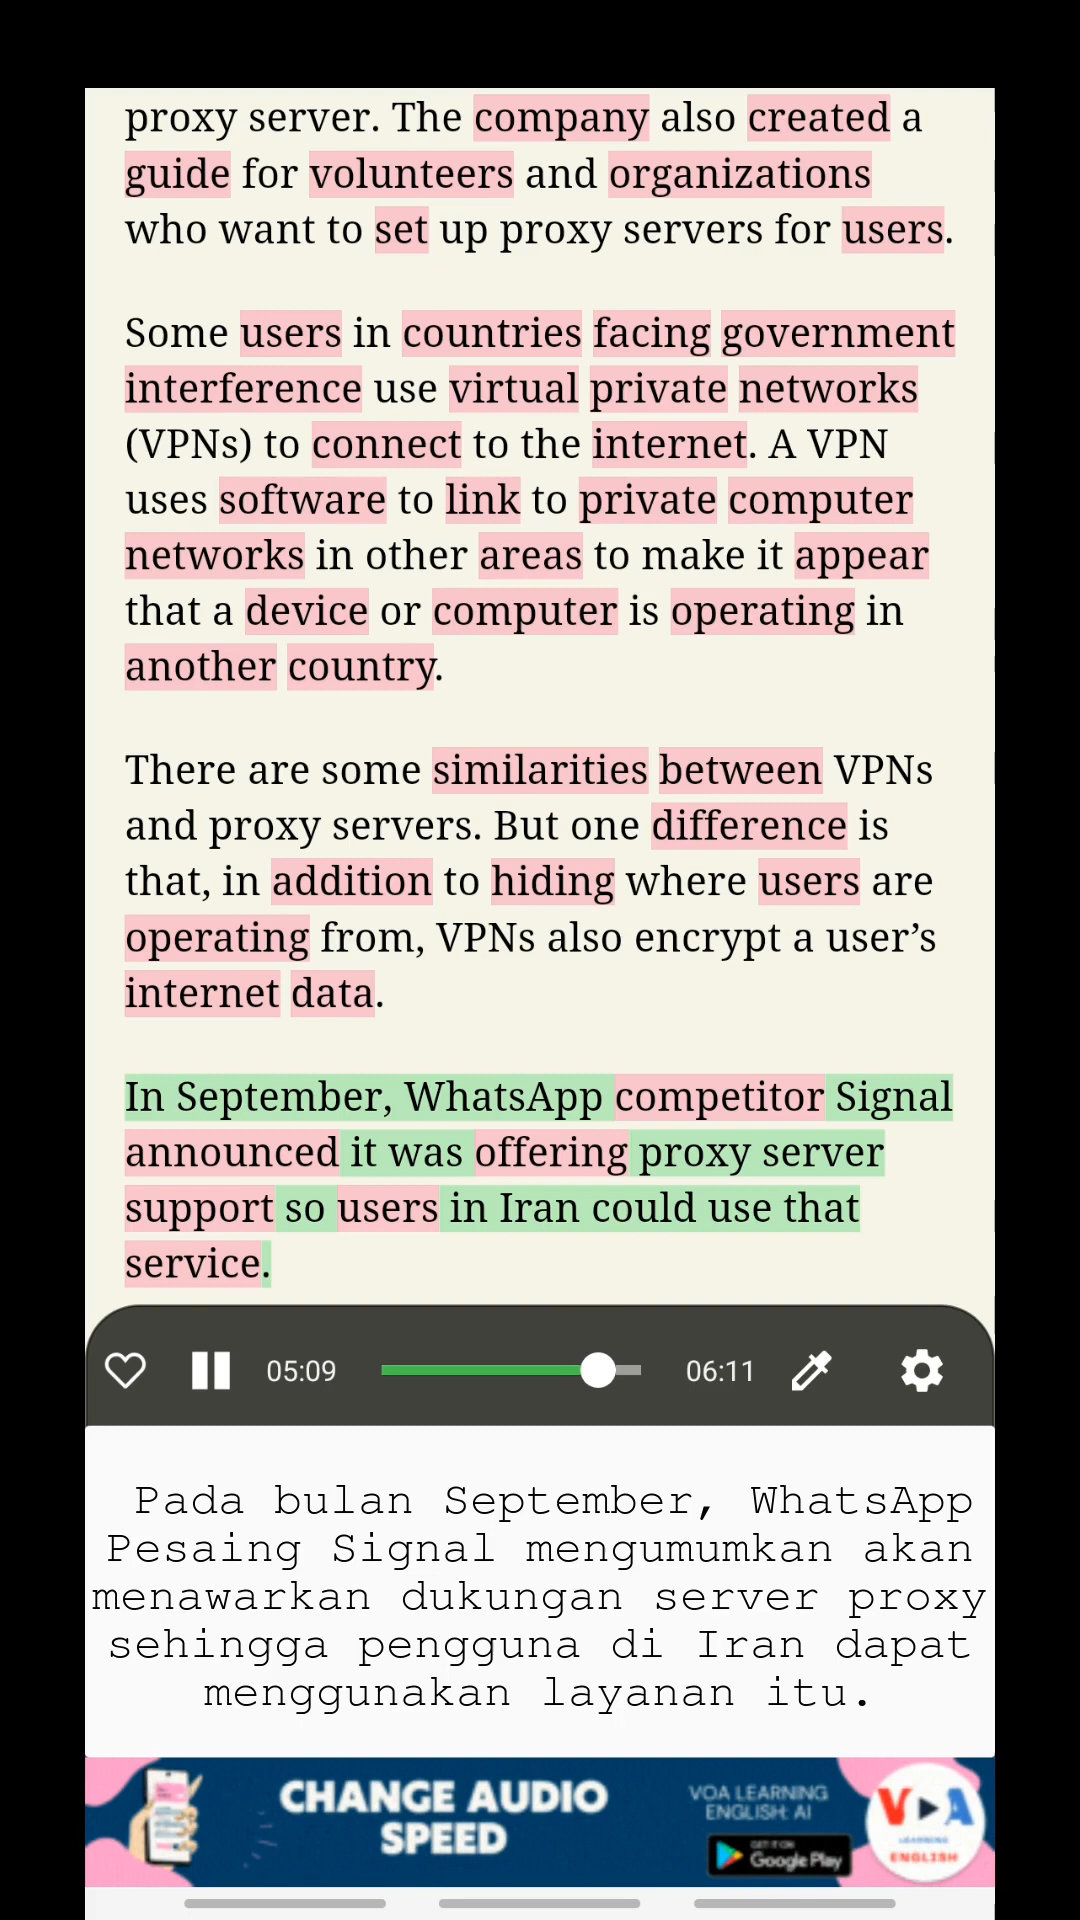 proxy server. The company also created a
guide for volunteers and organizations
who want to set up proxy servers for users.
Some users in countries facing government
interference use virtual private networks
(VPNs) to connect to the internet. A VPN
uses software to link to private computer
networks in other areas to make it appear
that a device or computer is operating in
another country.
There are some similarities between VPNs
and proxy servers. But one difference is
that, in addition to hiding where users are
operating from, VPNs also encrypt a user’s
internet data.
In September, WhatsApp competitor Signal
announced it was offering proxy server
support so users in Iran could use that
service.
05:09 06:11
Pada bulan September, WhatsApp
Pesaing Signal mengumumkan akan
menawarkan dukungan server proxy
sehingga pengguna di Iran dapat
menggunakan layanan itu.
CHANGE AUDIO
SPEED
VOA LEARNING
ENGLISH: AI
GET IT ON
Google Play
VOA
LEARNING
ENGLISH